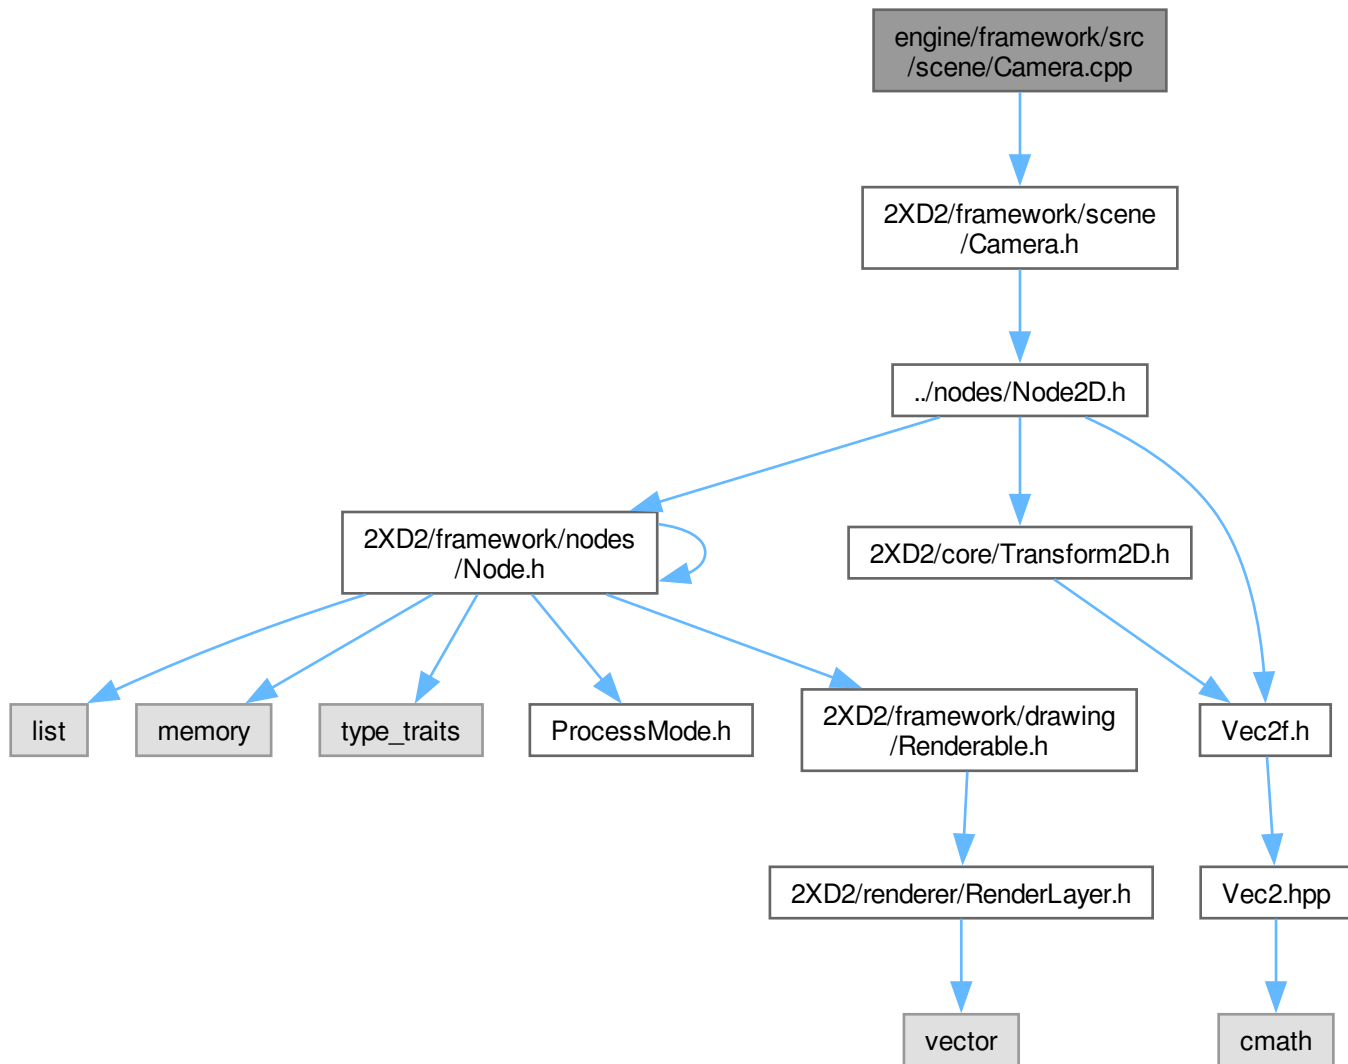 engine/framework/src
/scene/Camera.cpp
2XD2/framework/scene
/Camera.h
../nodes/Node2D.h
2XD2/framework/nodes
/Node.h
2XD2/core/Transform2D.h
list
memory
type_traits
ProcessMode.h
2XD2/framework/drawing
/Renderable.h
Vec2f.h
2XD2/renderer/RenderLayer.h
Vec2.hpp
vector
cmath